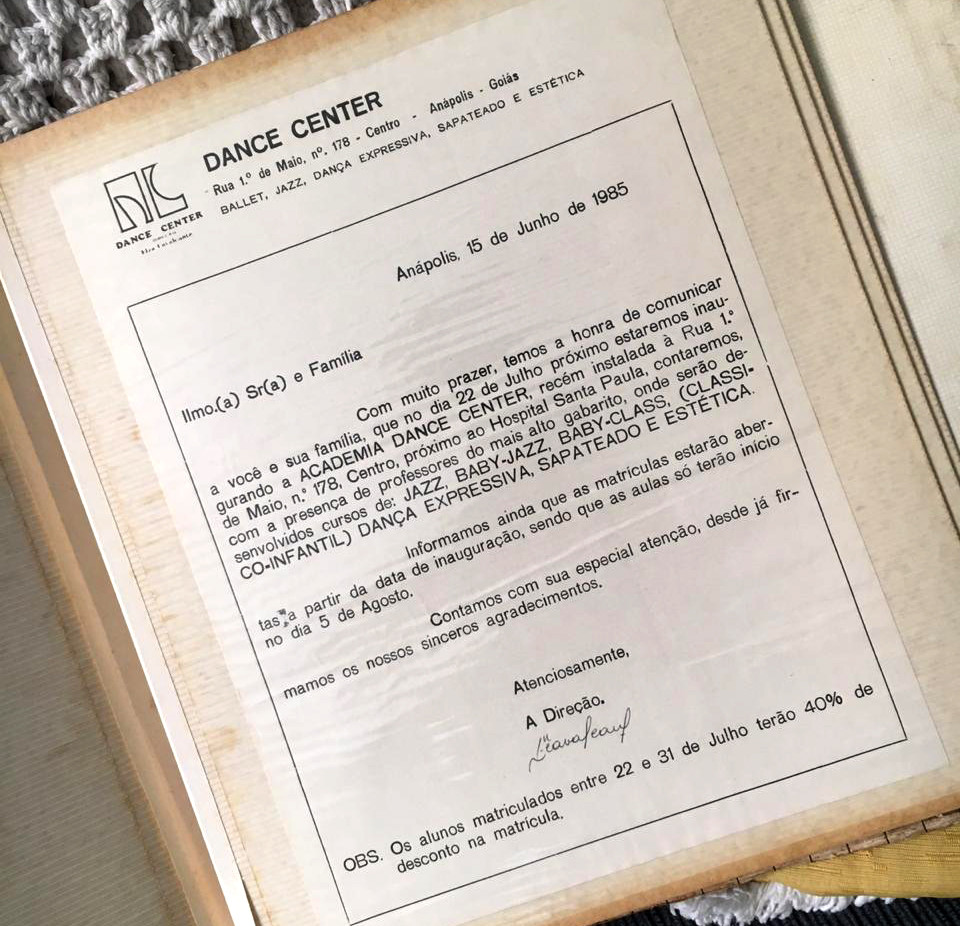 DANCE CENTER
Rua 1.º de Maio, nº. 178 - Centro - Anápolis - Goiás
BALLET, JAZZ, DANÇA EXPRESSIVA, SAPATEADO E ESTÉTICA
DANCE CENTER
Anápolis, 15 de Junho de 1985
Ilmo.(a) Sr(a) e Família
Com muito prazer, temos a honra de comunicar
a você e sua família, que no dia 22 de Julho próximo estaremos inau-
gurando a ACADEMIA DANCE CENTER, recém instalada à Rua 1.º
de Maio, n.º 178, Centro, próximo ao Hospital Santa Paula, contaremos,
com a presença de professores do mais alto gabarito, onde serão de-
senvolvidos cursos de: JAZZ, BABY-JAZZ, BABY-CLASS, (CLASSI-
CO-INFANTIL) DANÇA EXPRESSIVA, SAPATEADO E ESTÉTICA.
Informamos ainda que as matrículas estarão aber-
tas a partir da data de inauguração, sendo que as aulas só terão início
no dia 5 de Agosto.
Contamos com sua especial atenção, desde já fir-
mamos os nossos sinceros agradecimentos.
Atenciosamente,
A Direção.
OBS. Os alunos matriculados entre 22 e 31 de Julho terão 40% de
desconto na matrícula.